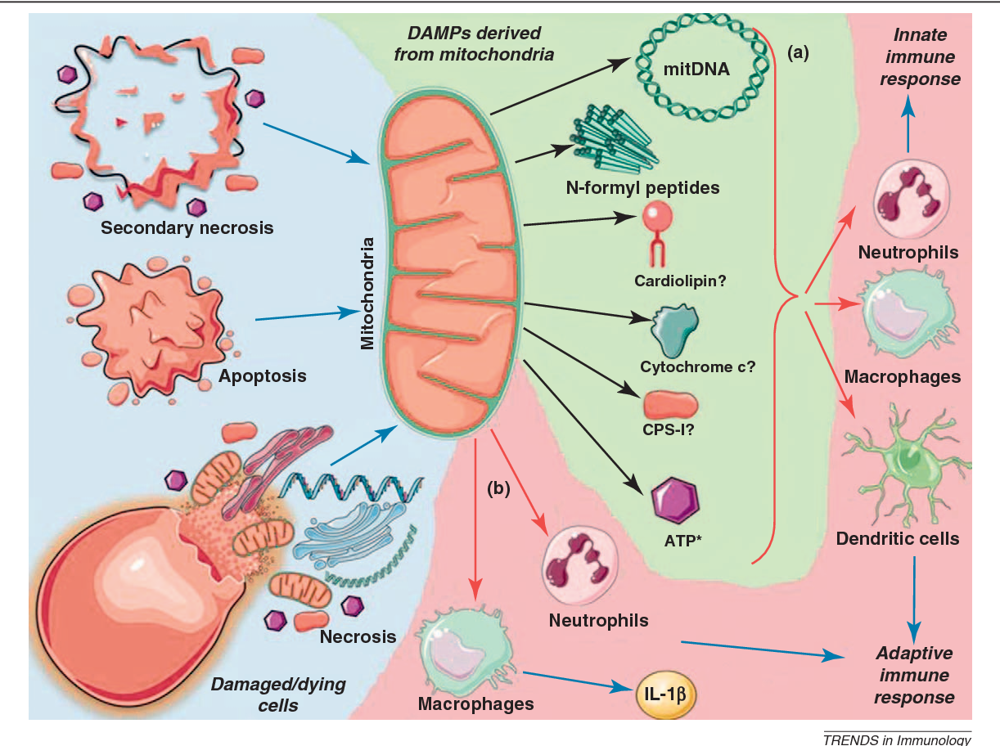 DAMPs derived
from mitochondria
mitDNA
(a)
Innate
immune
response
N-formyl peptides
Secondary necrosis
Neutrophils
Mitochondria
Cardiolipin?
Cytochrome c?
Apoptosis
Macrophages
CPS-I?
(b)
ATP*
Dendritic cells
Neutrophils
Necrosis
Damaged/dying
cells
Macrophages
IL-1β
Adaptive
immune
response
TRENDS in Immunology